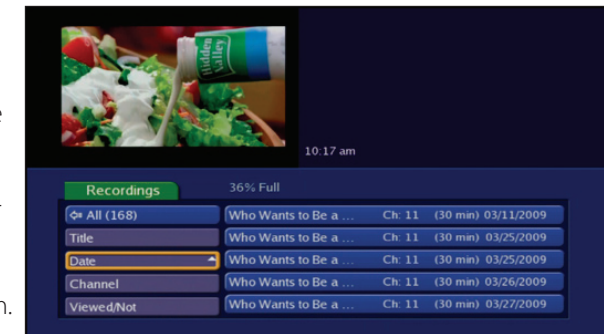 Hidden
Valley
10:17 am
Recordings
36% Full
All (168)
Who Wants to Be a ... Ch: 11 (30 min) 03/11/2009
Title
Who Wants to Be a ... Ch: 11 (30 min) 03/25/2009
Date
Who Wants to Be a ... Ch: 11 (30 min) 03/25/2009
Channel
Who Wants to Be a ... Ch: 11 (30 min) 03/26/2009
Viewed/Not
Who Wants to Be a ... Ch: 11 (30 min) 03/27/2009